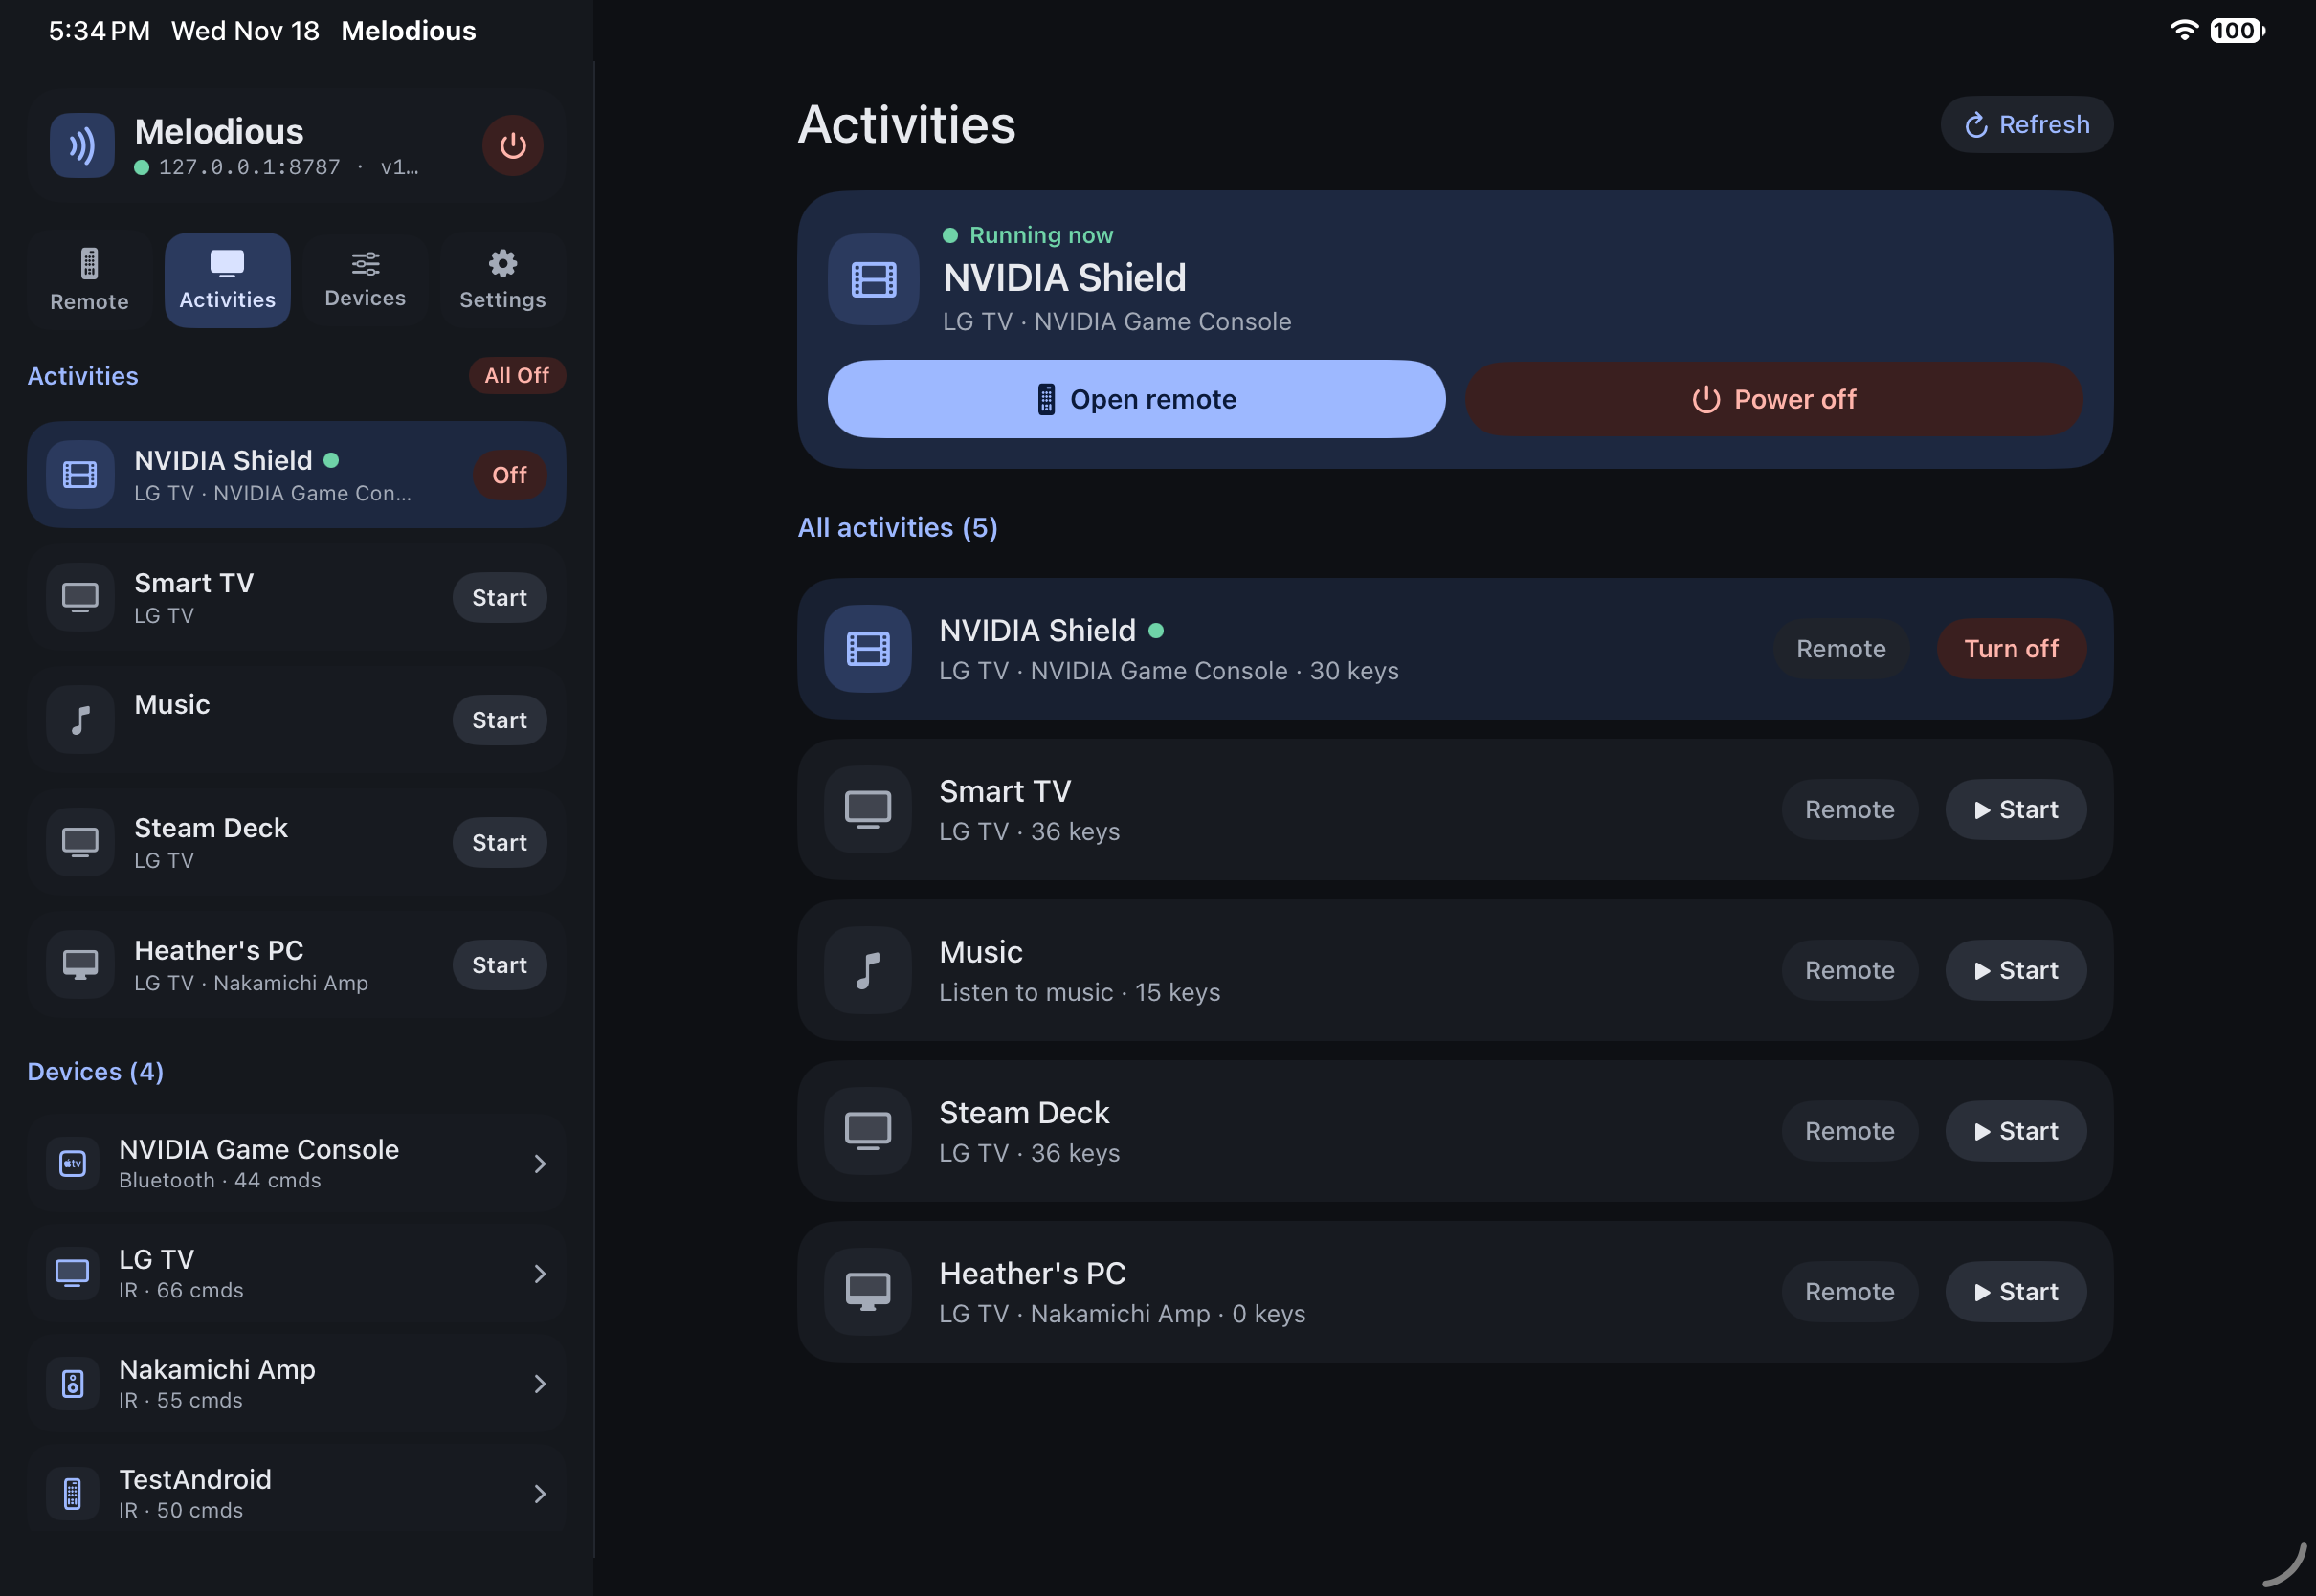 5:34 PM Wed Nov 18 Melodious
100
Melodious
127.0.0.1:8787 · v1…
Remote
Activities
Devices
Settings
Activities
All Off
NVIDIA Shield
LG TV · NVIDIA Game Con...
Off
Smart TV
LG TV
Start
Music
Start
Steam Deck
LG TV
Start
Heather's PC
LG TV · Nakamichi Amp
Start
Devices (4)
NVIDIA Game Console
Bluetooth · 44 cmds
LG TV
IR · 66 cmds
Nakamichi Amp
IR · 55 cmds
TestAndroid
IR · 50 cmds
Activities
Refresh
Running now
NVIDIA Shield
LG TV · NVIDIA Game Console
Open remote
Power off
All activities (5)
NVIDIA Shield
LG TV · NVIDIA Game Console · 30 keys
Remote
Turn off
Smart TV
LG TV · 36 keys
Remote
Start
Music
Listen to music · 15 keys
Remote
Start
Steam Deck
LG TV · 36 keys
Remote
Start
Heather's PC
LG TV · Nakamichi Amp · 0 keys
Remote
Start